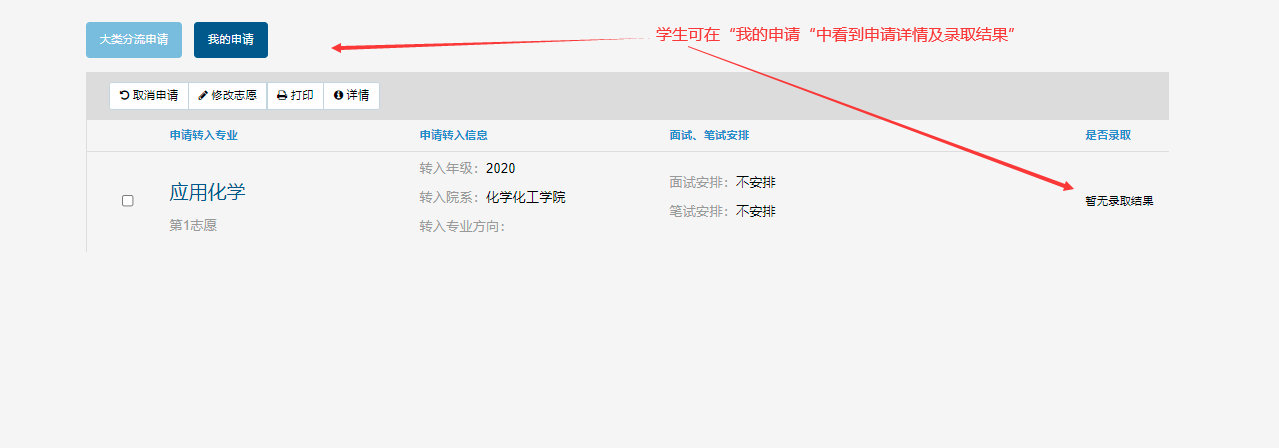 大类分流申请 我的申请
学生可在“我的申请“中看到申请详情及录取结果”
取消申请 修改志愿 打印 详情
申请转入专业 申请转入信息 面试、笔试安排 是否录取
应用化学
第1志愿
转入年级：2020
转入院系：化学化工学院
转入专业方向：
面试安排：不安排
笔试安排：不安排
暂无录取结果